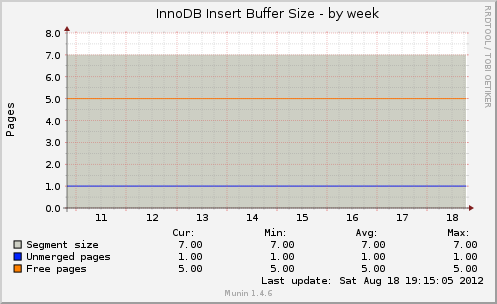 InnoDB Insert Buffer Size - by week
RRDTOOL / TOBI OETIKER
Pages
8.0
7.0
6.0
5.0
4.0
3.0
2.0
1.0
0.0
11 12 13 14 15 16 17 18
Cur: Min: Avg: Max:
Segment size 7.00 7.00 7.00 7.00
Unmerged pages 1.00 1.00 1.00 1.00
Free pages 5.00 5.00 5.00 5.00
Last update: Sat Aug 18 19:15:05 2012
Munin 1.4.6